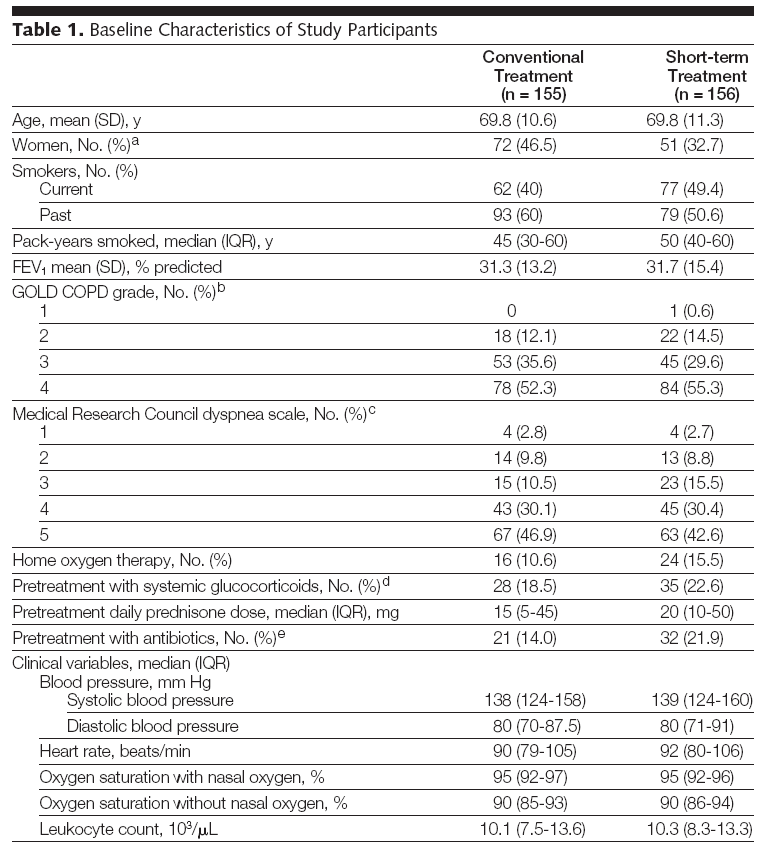 Table 1. Baseline Characteristics of Study Participants
Conventional Treatment (n = 155) Short-term Treatment (n = 156)
Age, mean (SD), y 69.8 (10.6) 69.8 (11.3)
Women, No. (%)a 72 (46.5) 51 (32.7)
Smokers, No. (%)
Current 62 (40) 77 (49.4)
Past 93 (60) 79 (50.6)
Pack-years smoked, median (IQR), y 45 (30-60) 50 (40-60)
FEV1 mean (SD), % predicted 31.3 (13.2) 31.7 (15.4)
GOLD COPD grade, No. (%)b
1 0 1 (0.6)
2 18 (12.1) 22 (14.5)
3 53 (35.6) 45 (29.6)
4 78 (52.3) 84 (55.3)
Medical Research Council dyspnea scale, No. (%)c
1 4 (2.8) 4 (2.7)
2 14 (9.8) 13 (8.8)
3 15 (10.5) 23 (15.5)
4 43 (30.1) 45 (30.4)
5 67 (46.9) 63 (42.6)
Home oxygen therapy, No. (%) 16 (10.6) 24 (15.5)
Pretreatment with systemic glucocorticoids, No. (%)d 28 (18.5) 35 (22.6)
Pretreatment daily prednisone dose, median (IQR), mg 15 (5-45) 20 (10-50)
Pretreatment with antibiotics, No. (%)e 21 (14.0) 32 (21.9)
Clinical variables, median (IQR)
Blood pressure, mm Hg
Systolic blood pressure 138 (124-158) 139 (124-160)
Diastolic blood pressure 80 (70-87.5) 80 (71-91)
Heart rate, beats/min 90 (79-105) 92 (80-106)
Oxygen saturation with nasal oxygen, % 95 (92-97) 95 (92-96)
Oxygen saturation without nasal oxygen, % 90 (85-93) 90 (86-94)
Leukocyte count, 10³/μL 10.1 (7.5-13.6) 10.3 (8.3-13.3)